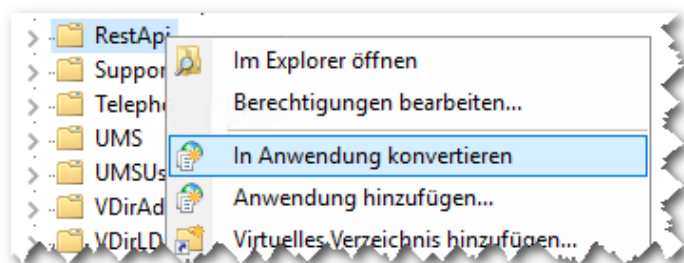 RestApi
Im Explorer öffnen
Berechtigungen bearbeiten...
UMS
In Anwendung konvertieren
Anwendung hinzufügen...
Virtuelles Verzeichnis hinzufügen...